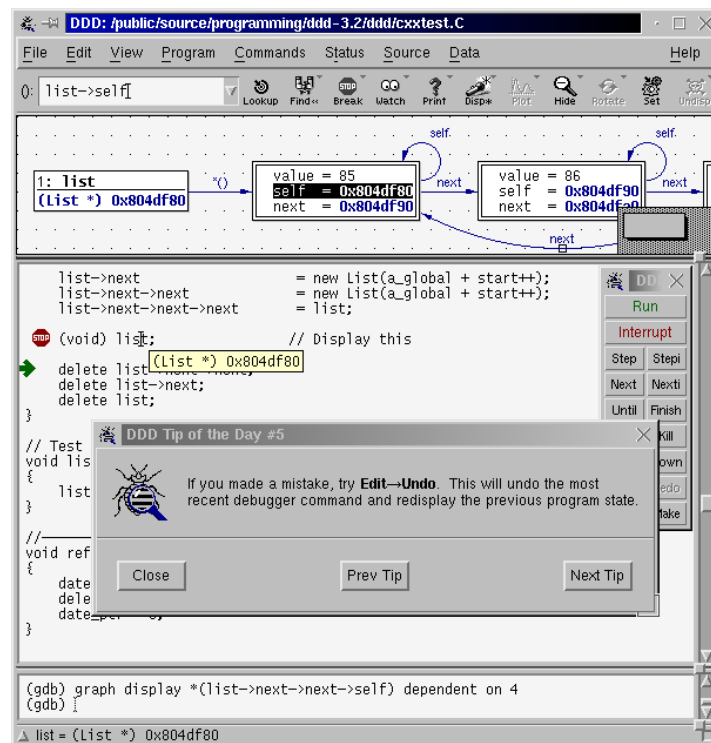 DDD: /public/source/programming/ddd-3.2/ddd/cxxtest.C
File Edit View Program Commands Status Source Data Help
(): list->self
Lookup Find« Break Watch Print Disp* Plot Hide Rotate Set Undisp
self self
1: list
(List *) 0x804df80
*()
value = 85
self = 0x804df80
next = 0x804df90
next
value = 86
self = 0x804df90
next =
next
next
list->next = new List(a_global + start++);
list->next->next = new List(a_global + start++);
list->next->next->next = list;
STOP (void) list; // Display this
(List *) 0x804df80
delete list
delete list->next;
delete list;
}
// Test
void lis
{
list
}
//
void ref
{
date
dele
}
DDD
Run
Interrupt
Step Stepi
Next Nexti
Until Finish
Kill
own
edo
Make
DDD Tip of the Day #5
If you made a mistake, try Edit→Undo. This will undo the most
recent debugger command and redisplay the previous program state.
Close Prev Tip Next Tip
(gdb) graph display *(list->next->next->self) dependent on 4
(gdb)
list = (List *) 0x804df80